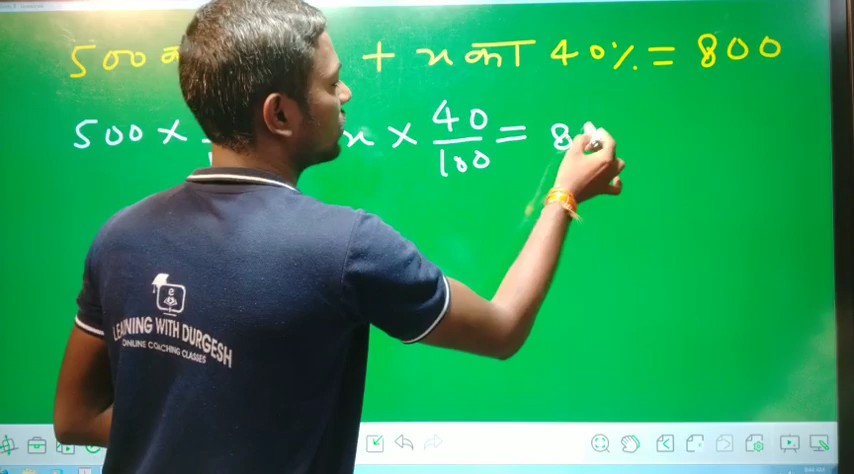 500 + x का 40% = 800
500 × x × 40/100 = 8
e
LEARNING WITH DURGESH
ONLINE COACHING CLASSES